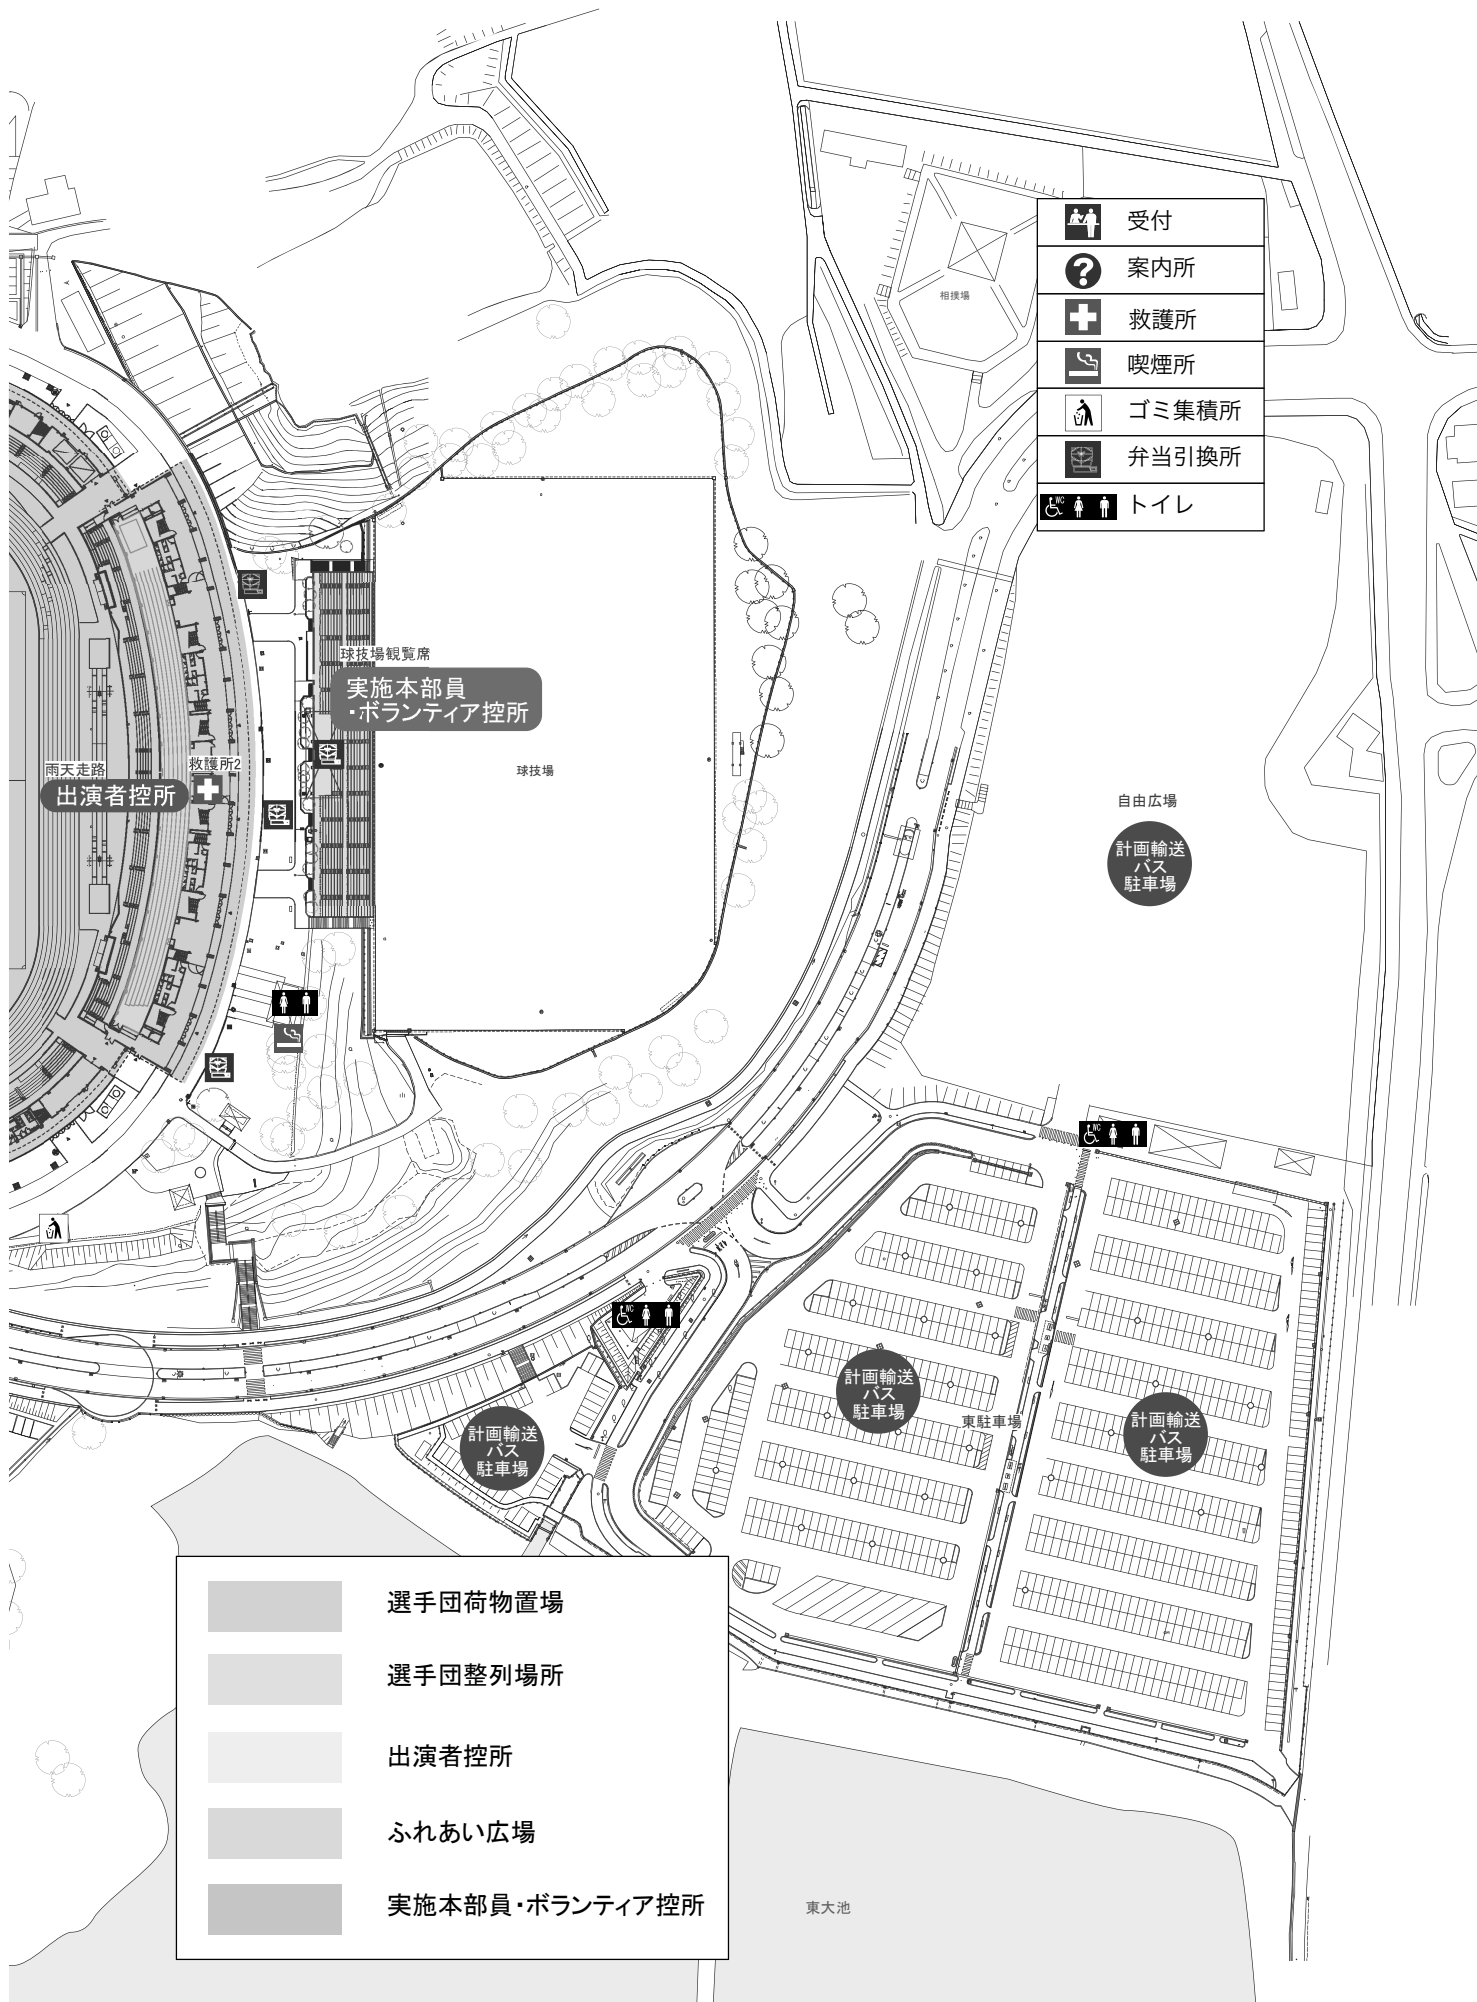 相撲場
受付
案内所
救護所
喫煙所
ゴミ集積所
弁当引換所
WC
トイレ
球技場観覧席
実施本部員
・ボランティア控所
球技場
雨天走路
出演者控所
救護所2
自由広場
計画輸送
バス
駐車場
WC
WC
計画輸送
バス
駐車場
東駐車場
計画輸送
バス
駐車場
計画輸送
バス
駐車場
選手団荷物置場
選手団整列場所
出演者控所
ふれあい広場
実施本部員・ボランティア控所
東大池